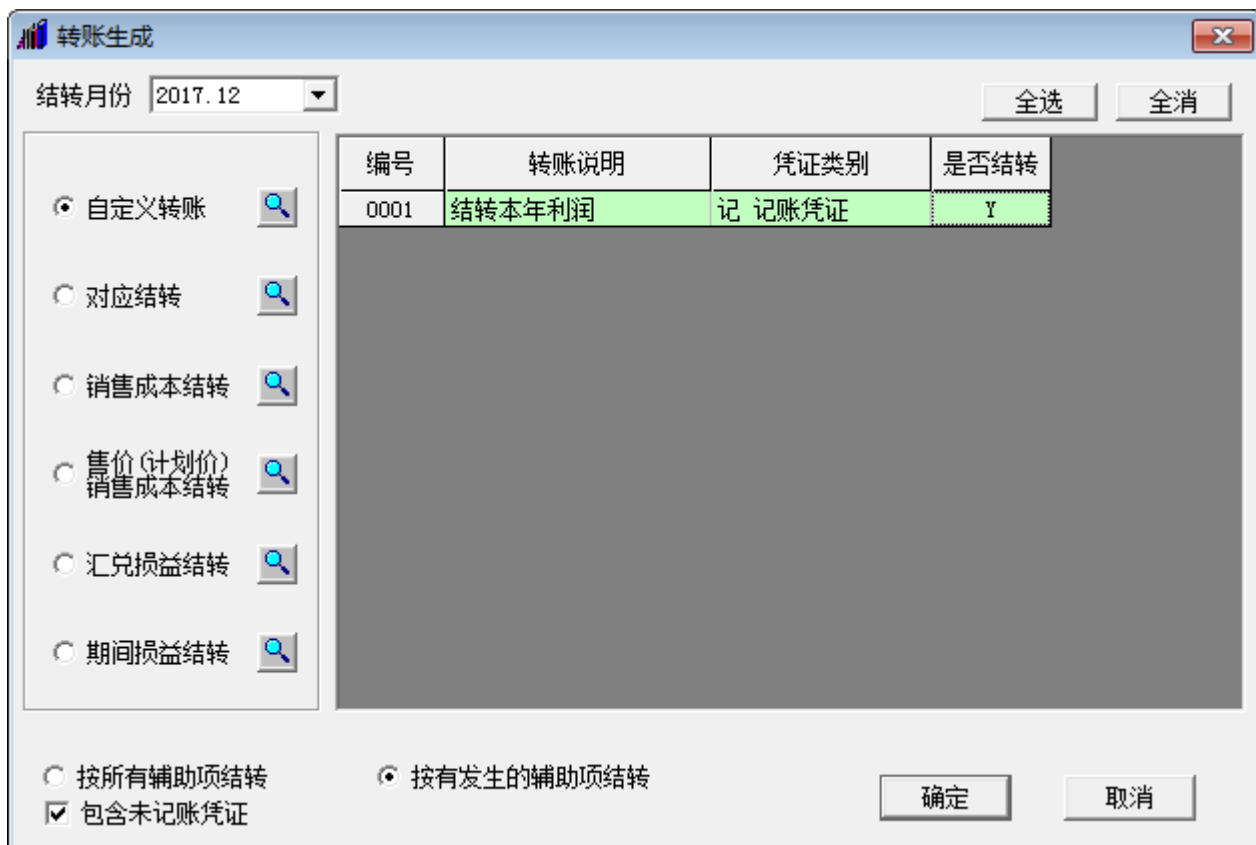 转账生成
结转月份 2017.12
全选 全消
编号 转账说明 凭证类别 是否结转
0001 结转本年利润 记 记账凭证 Y
自定义转账
对应结转
销售成本结转
售价(计划价)
销售成本结转
汇兑损益结转
期间损益结转
按所有辅助项结转 按有发生的辅助项结转
包含未记账凭证
确定 取消